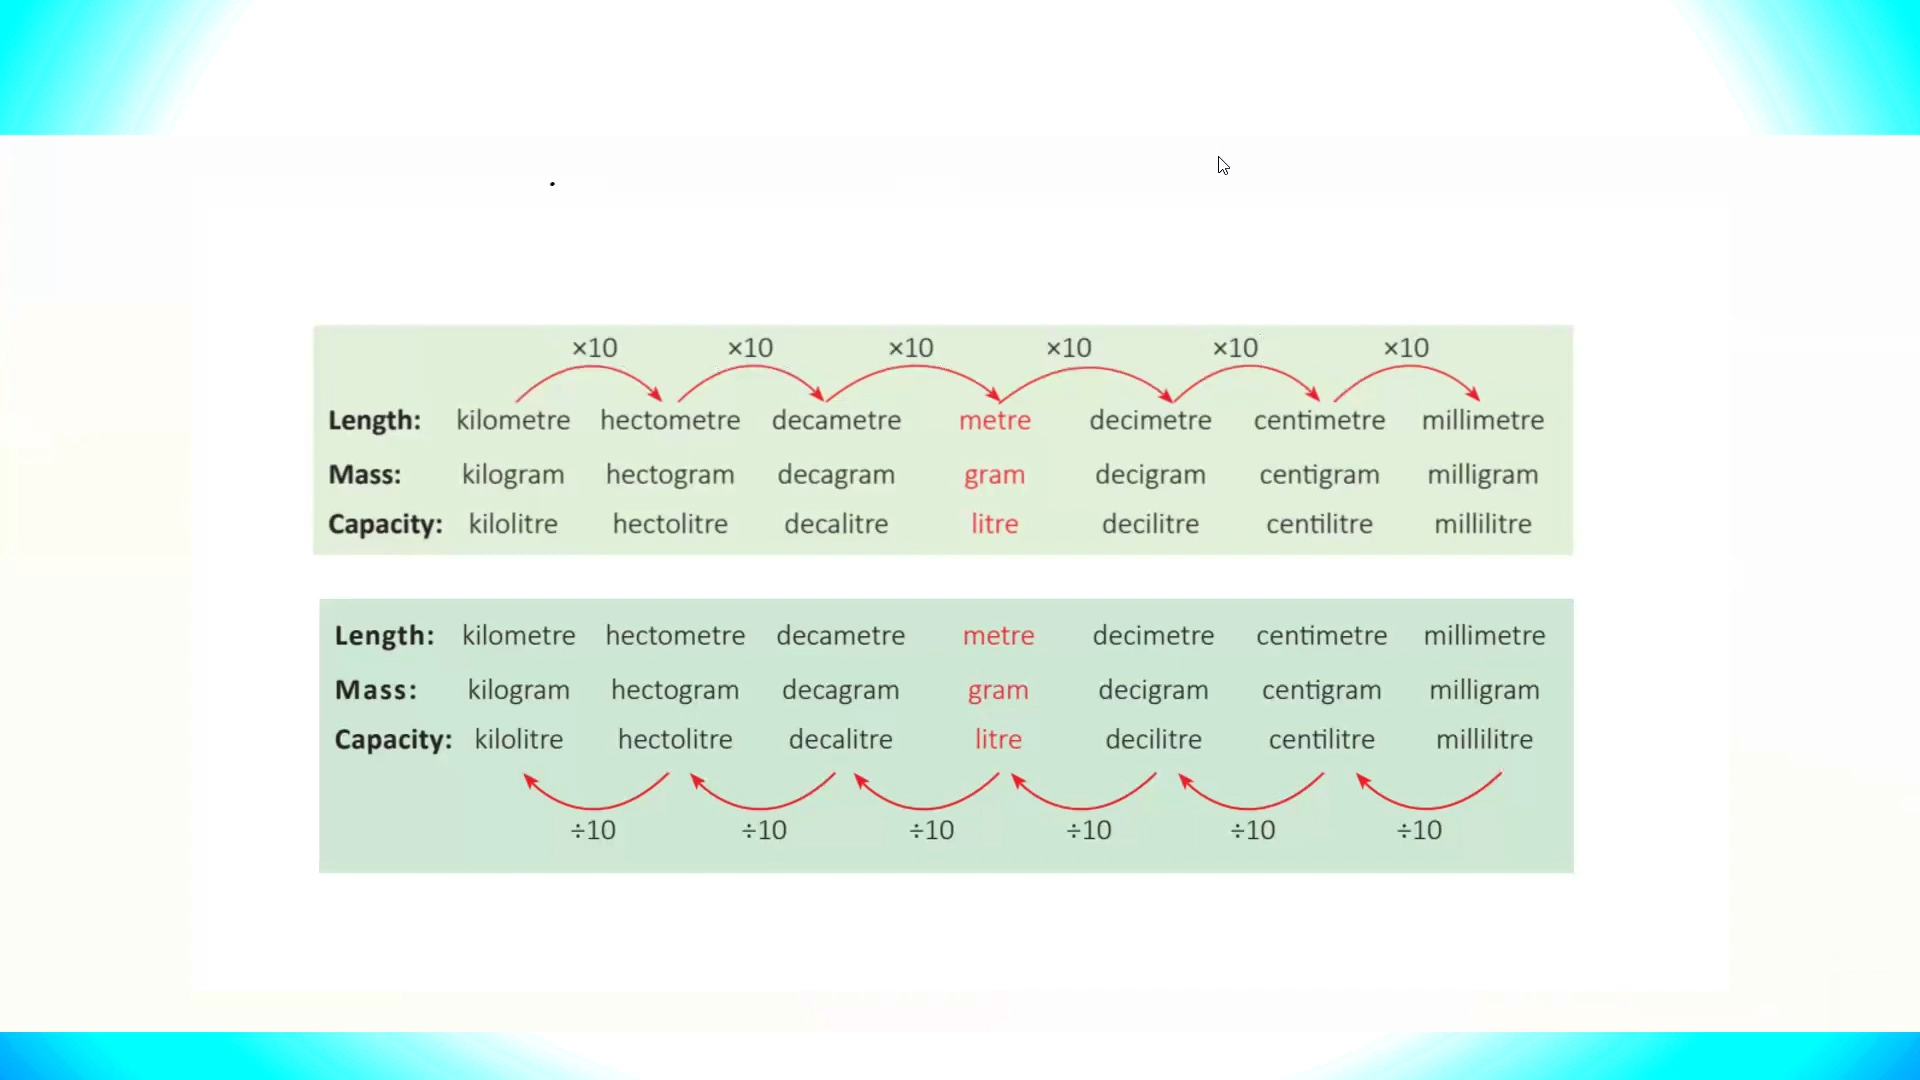 ×10 ×10 ×10 ×10 ×10 ×10
Length: kilometre hectometre decametre metre decimetre centimetre millimetre
Mass: kilogram hectogram decagram gram decigram centigram milligram
Capacity: kilolitre hectolitre decalitre litre decilitre centilitre millilitre
Length: kilometre hectometre decametre metre decimetre centimetre millimetre
Mass: kilogram hectogram decagram gram decigram centigram milligram
Capacity: kilolitre hectolitre decalitre litre decilitre centilitre millilitre
÷10 ÷10 ÷10 ÷10 ÷10 ÷10